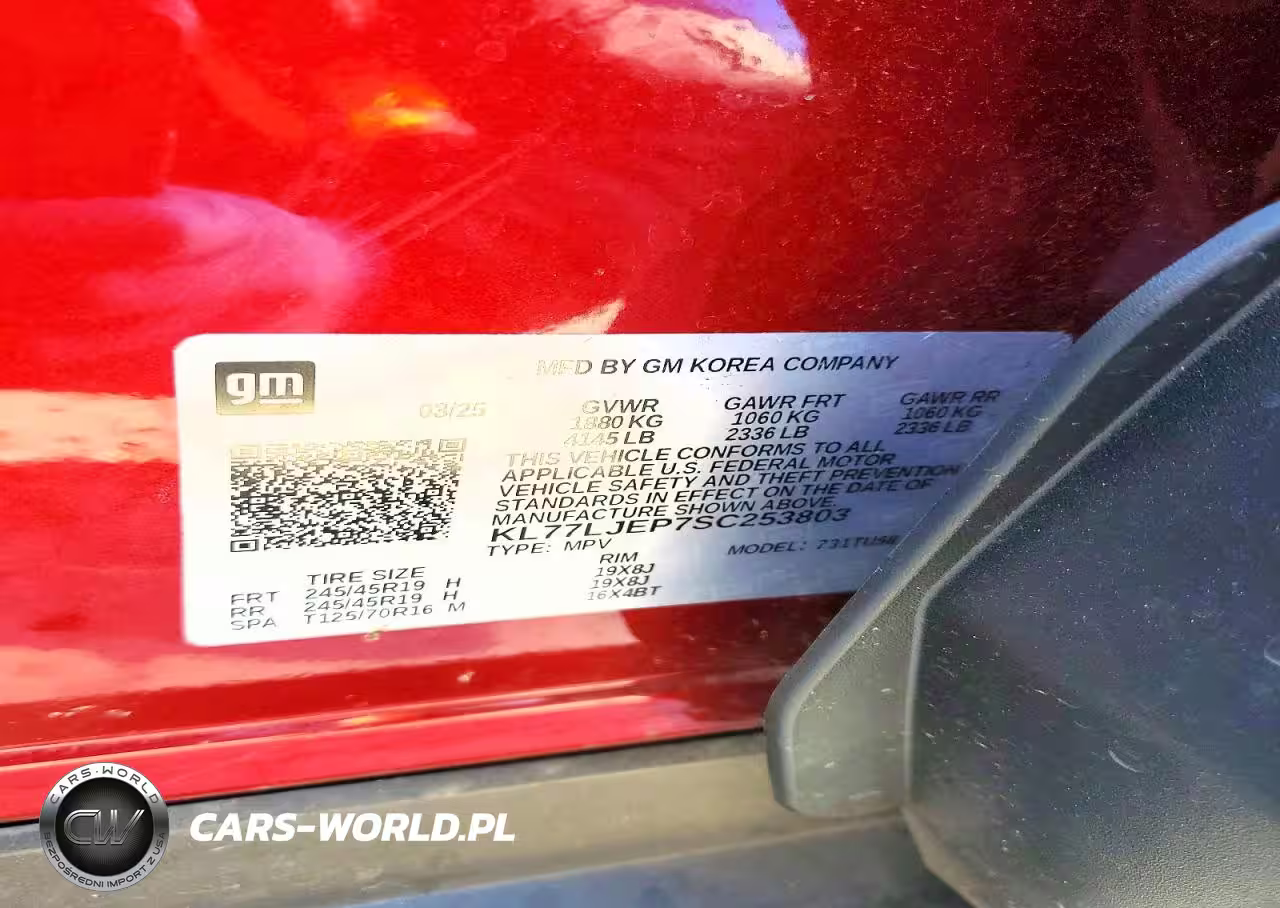 gm
MFD BY GM KOREA COMPANY
03/25
GVWR GAWR FRT GAWR RR
1880 KG 1060 KG 1060 KG
4145 LB 2336 LB 2336 LB
THIS VEHICLE CONFORMS TO ALL
APPLICABLE U.S. FEDERAL MOTOR
VEHICLE SAFETY AND THEFT PREVENTION
STANDARDS IN EFFECT ON THE DATE OF
MANUFACTURE SHOWN ABOVE.
KL77LJEP7SC253803
TYPE: MPV MODEL:
TIRE SIZE RIM
FRT 245/45R19 H 19X8J
RR 245/45R19 H 19X8J
SPA T125/70R16 M 16X4BT
CARS-WORLD
CW
BEZPOŚREDNI IMPORT Z USA
CARS-WORLD.PL